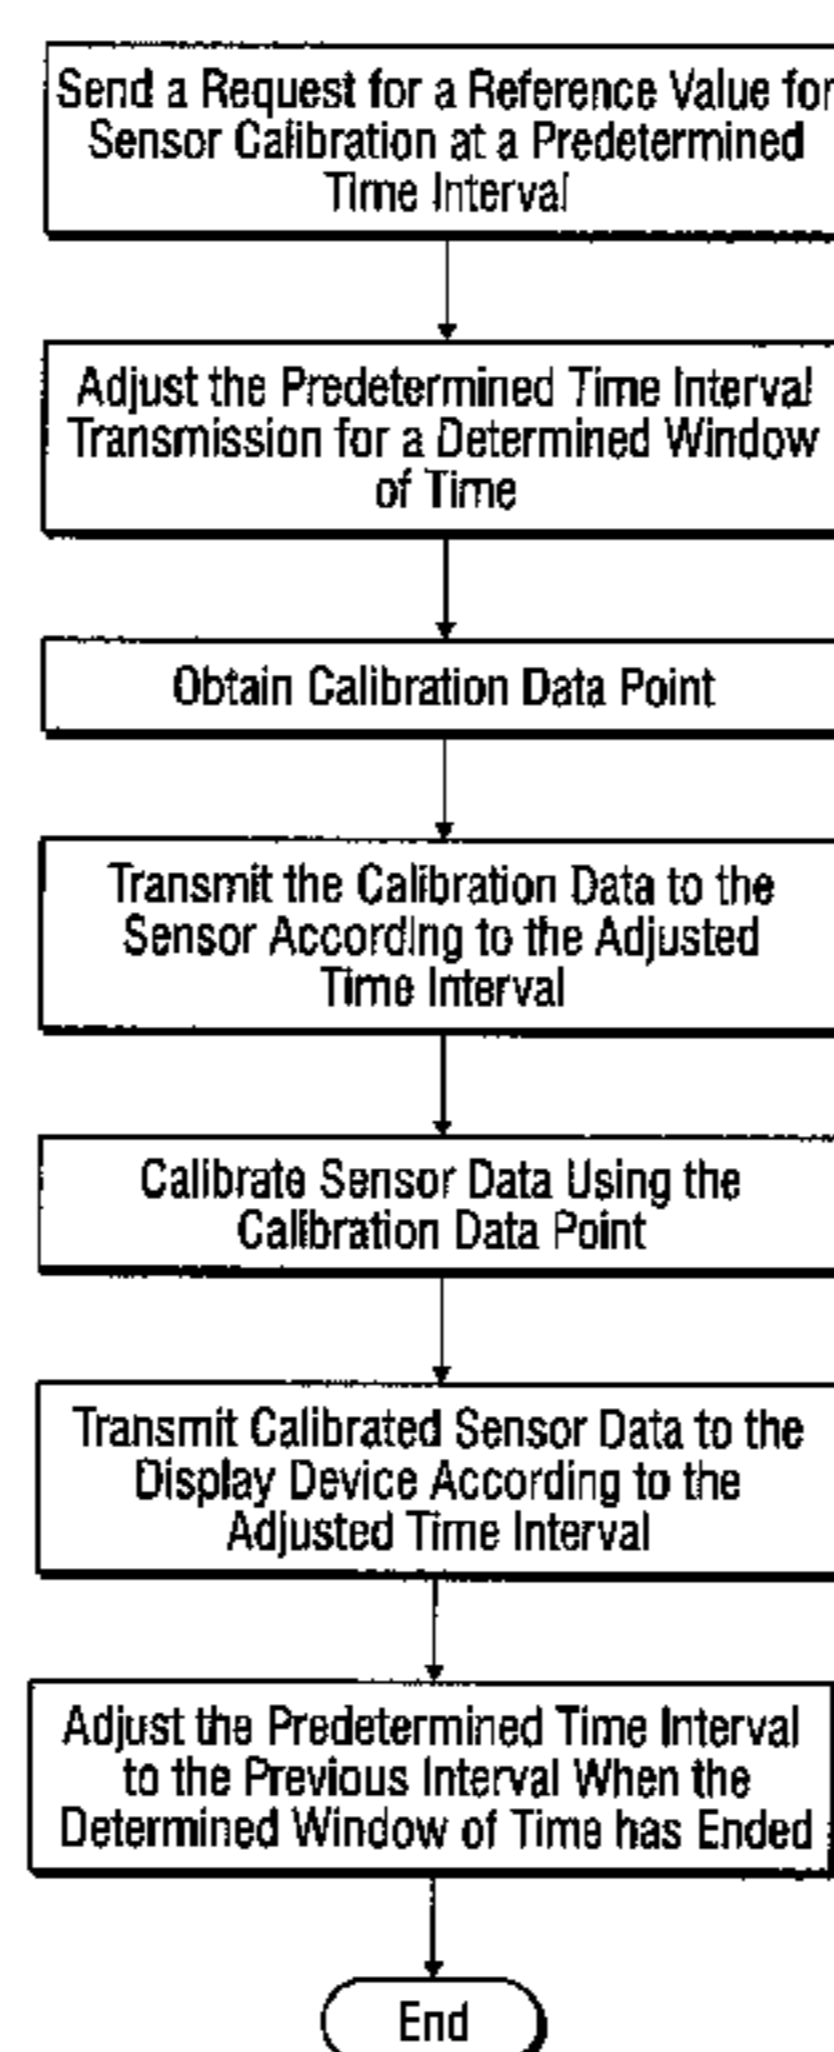 Send a Request for a Reference Value for
Sensor Calibration at a Predetermined
Time Interval
Adjust the Predetermined Time Interval
Transmission for a Determined Window
of Time
Obtain Calibration Data Point
Transmit the Calibration Data to the
Sensor According to the Adjusted
Time Interval
Calibrate Sensor Data Using the
Calibration Data Point
Transmit Calibrated Sensor Data to the
Display Device According to the
Adjusted Time Interval
Adjust the Predetermined Time Interval
to the Previous Interval When the
Determined Window of Time has Ended
End